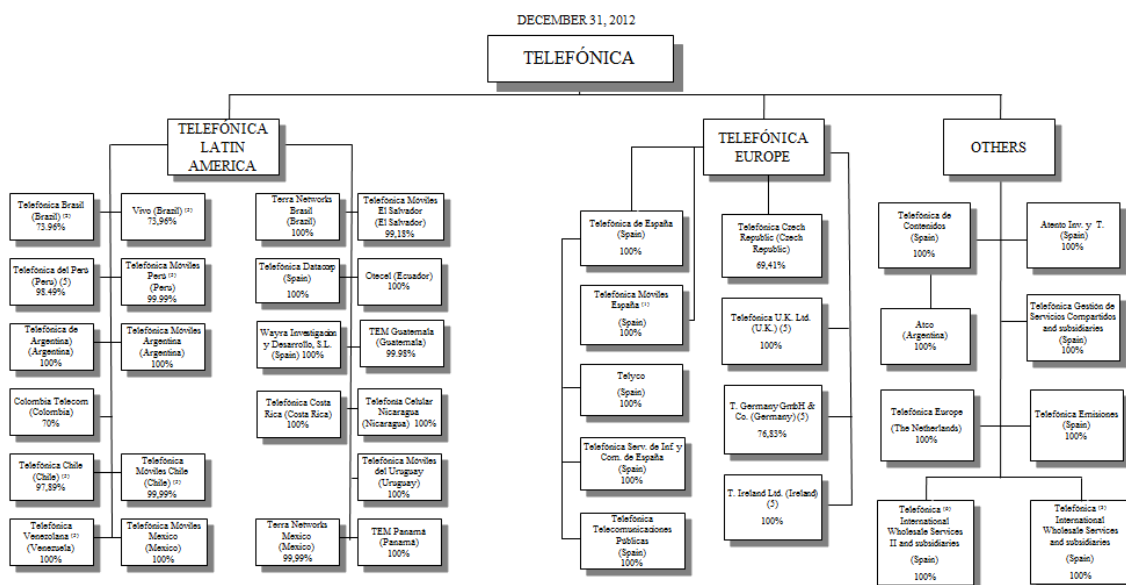 DECEMBER 31, 2012
TELEFÓNICA
TELEFÓNICA
LATIN
AMERICA
TELEFÓNICA
EUROPE
OTHERS
Telefónica Brasil
(Brazil) (2)
73.96%
Vivo (Brazil) (2)
73,96%
Telefónica del Perú
(Peru) (5)
98.49%
Telefónica Móviles
Perú (2)
(Peru)
99.99%
Telefónica de
Argentina)
(Argentina)
100%
Telefónica Móviles
Argentina
(Argentina)
100%
Colombia Telecom
(Colombia)
70%
Telefónica Chile
(Chile) (2)
97,89%
Telefónica
Móviles Chile
(Chile) (2)
99,99%
Telefónica
Venezolana (2)
(Venezuela)
100%
Telefónica Móviles
Mexico
(Mexico)
100%
Terra Networks
Brasil
(Brazil)
100%
Telefónica Móviles
El Salvador
(El Salvador)
99,18%
Telefónica Datacorp
(Spain)
100%
Otecel (Ecuador)
100%
Wayra Investigacion
y Desarrollo, S.L.
(Spain) 100%
TEM Guatemala
(Guatemala)
99.98%
Telefónica Costa
Rica (Costa Rica)
100%
Telefonía Celular
Nicaragua
(Nicaragua) 100%
Telefónica Móviles
del Uruguay
(Uruguay)
100%
Terra Networks
Mexico
(Mexico)
99,99%
TEM Panamá
(Panamá)
100%
Telefónica de España
(Spain)
100%
Telefónica Móviles
España (1)
(Spain)
100%
Telyco
(Spain)
100%
Telefónica Serv. de Inf. y
Com. de España
(Spain)
100%
Telefónica
Telecomunicaciones
Públicas
(Spain)
100%
Telefónica Czech
Republic (Czech
Republic)
69,41%
Telefónica U.K. Ltd.
(U.K.) (5)
100%
T. Germany GmbH &
Co. (Germany) (5)
76,83%
T. Ireland Ltd. (Ireland)
(5)
100%
Telefónica de
Contenidos
(Spain)
100%
Atento Inv. y T.
(Spain)
100%
Atco
(Argentina)
100%
Telefónica Gestión de
Servicios Compartidos
and subsidiaries
(Spain)
100%
Telefónica Europe
(The Netherlands)
100%
Telefónica Emisiones
(Spain)
100%
Telefónica
International
Wholesale Services
II and subsidiaries
(Spain)
100%
Telefónica
International
Wholesale Services
and subsidiaries
(Spain)
100%